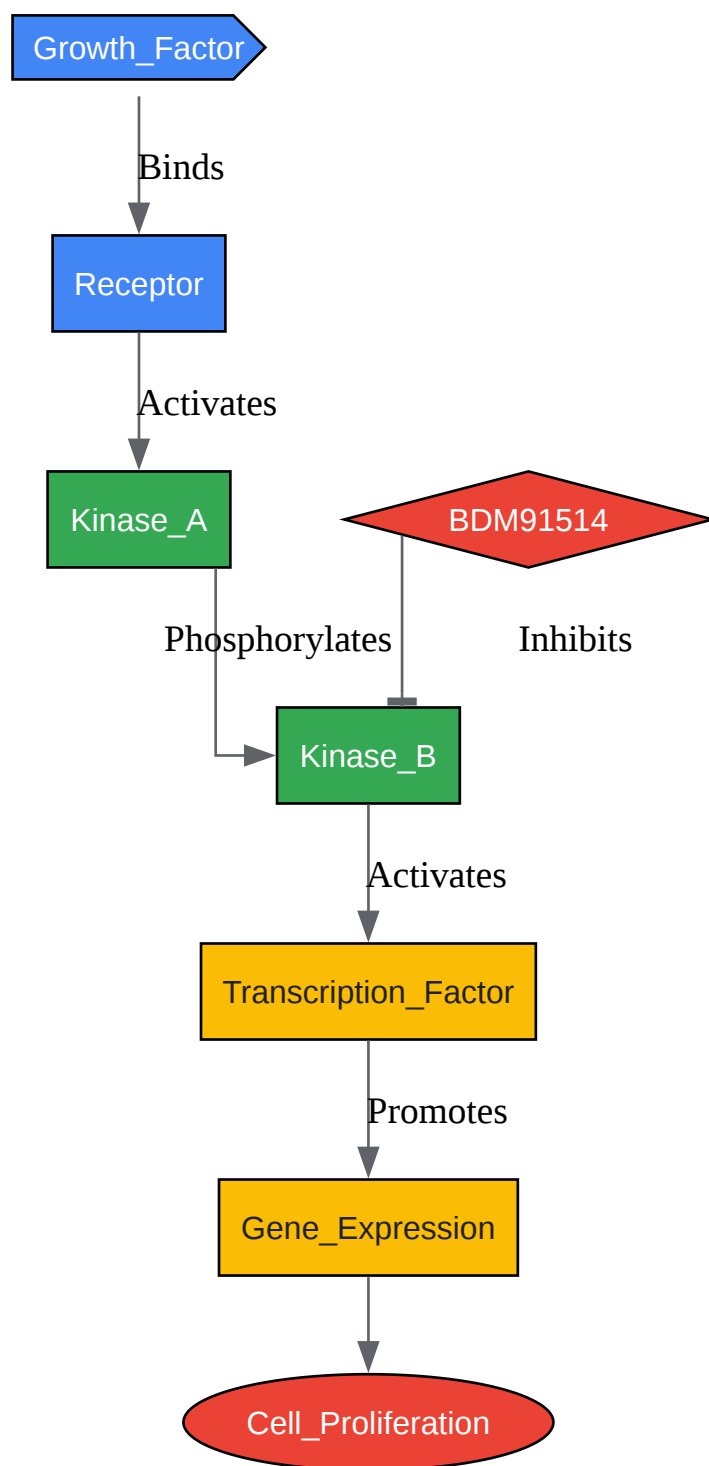 Growth_Factor
Binds
Receptor
Activates
Kinase_A
BDM91514
Phosphorylates
Inhibits
Kinase_B
Activates
Transcription_Factor
Promotes
Gene_Expression
Cell_Proliferation